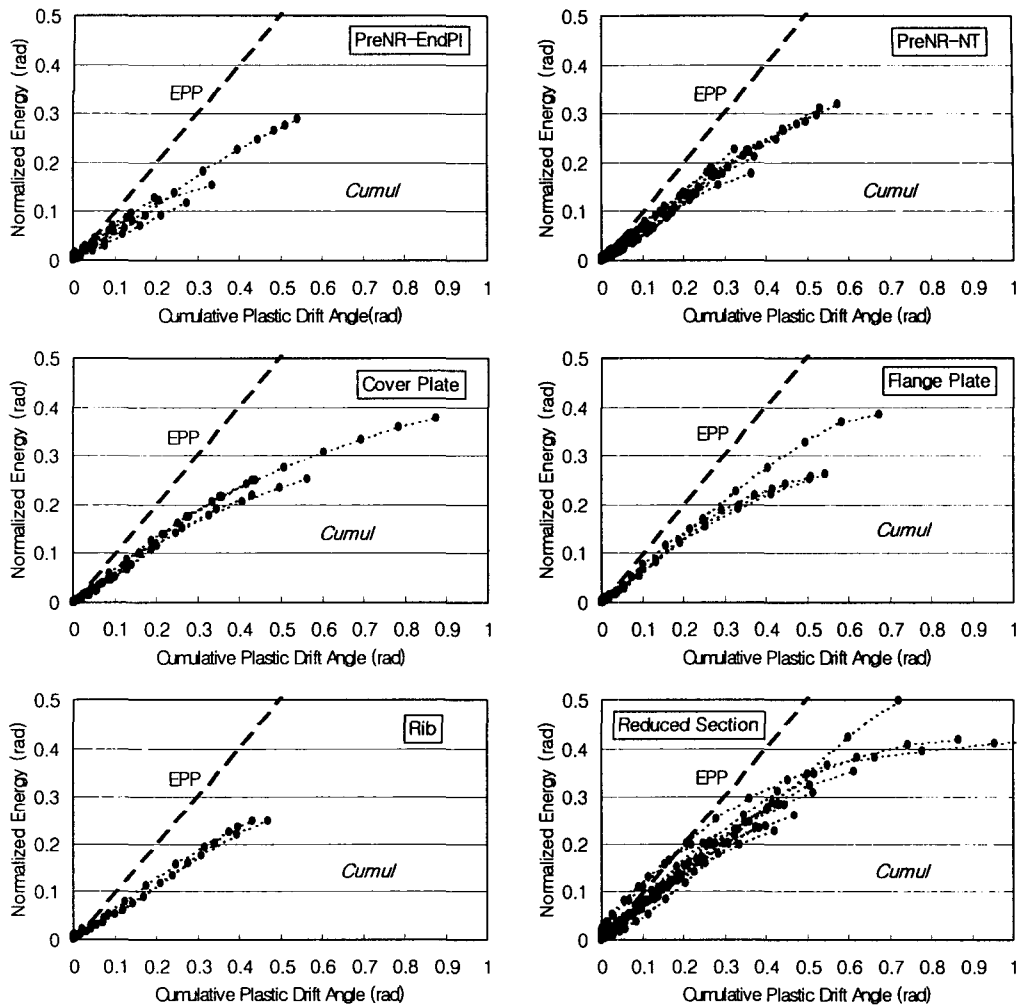 0.5
PreNR-EndPl
0.4
EPP
0.3
0.2
Cumul
0.1
0
0 0.1 0.2 0.3 0.4 0.5 0.6 0.7 0.8 0.9 1
Normalized Energy (rad)
Cumulative Plastic Drift Angle(rad)
0.5
PreNR-NT
0.4
EPP
0.3
0.2
Cumul
0.1
0
0 0.1 0.2 0.3 0.4 0.5 0.6 0.7 0.8 0.9 1
Normalized Energy (rad)
Cumulative Plastic Drift Angle (rad)
0.5
Cover Plate
0.4
EPP
0.3
0.2
Cumul
0.1
0
0 0.1 0.2 0.3 0.4 0.5 0.6 0.7 0.8 0.9 1
Normalized Energy (rad)
Cumulative Plastic Drift Angle (rad)
0.5
Flange Plate
0.4
EPP
0.3
0.2
Cumul
0.1
0
0 0.1 0.2 0.3 0.4 0.5 0.6 0.7 0.8 0.9 1
Normalized Energy (rad)
Cumulative Plastic Drift Angle (rad)
0.5
Rib
0.4
EPP
0.3
0.2
Cumul
0.1
0
0 0.1 0.2 0.3 0.4 0.5 0.6 0.7 0.8 0.9 1
Normalized Energy (rad)
Cumulative Plastic Drift Angle (rad)
0.5
Reduced Section
0.4
EPP
0.3
0.2
Cumul
0.1
0
0 0.1 0.2 0.3 0.4 0.5 0.6 0.7 0.8 0.9 1
Normalized Energy (rad)
Cumulative Plastic Drift Angle (rad)